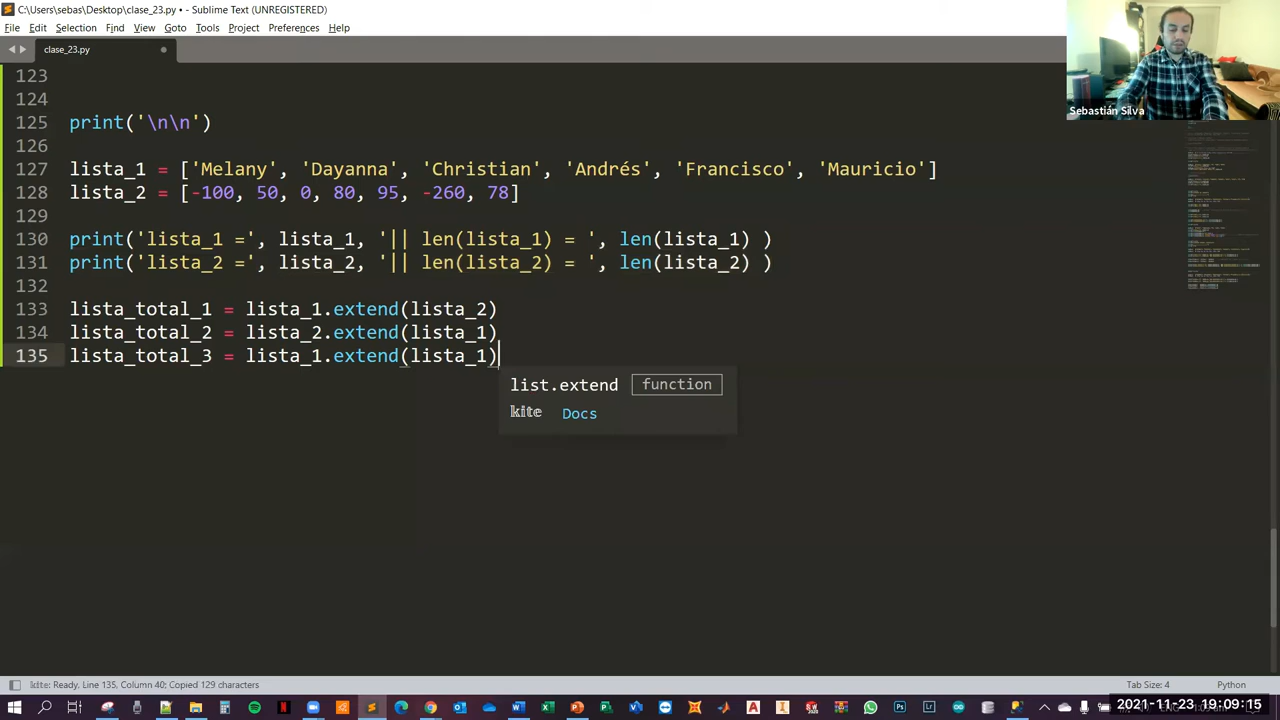 C:\Users\sebas\Desktop\clase_23.py • - Sublime Text (UNREGISTERED)
File Edit Selection Find View Goto Tools Project Preferences Help
clase_23.py
Sebastián Silva
123
124
125 print('\n\n')
126
127 lista_1 = ['Melany', 'Dayanna', 'Christian', 'Andrés', 'Francisco', 'Mauricio']
128 lista_2 = [-100, 50, 0, 80, 95, -260, 78]
129
130 print('lista_1 =', lista_1, '|| len(lista_1) = ', len(lista_1) )
131 print('lista_2 =', lista_2, '|| len(lista_2) = ', len(lista_2) )
132
133 lista_total_1 = lista_1.extend(lista_2)
134 lista_total_2 = lista_2.extend(lista_1)
135 lista_total_3 = lista_1.extend(lista_1)
list.extend function
kite Docs
kite: Ready, Line 135, Column 40; Copied 129 characters
Tab Size: 4
Python
2021-11-23 19:09:15